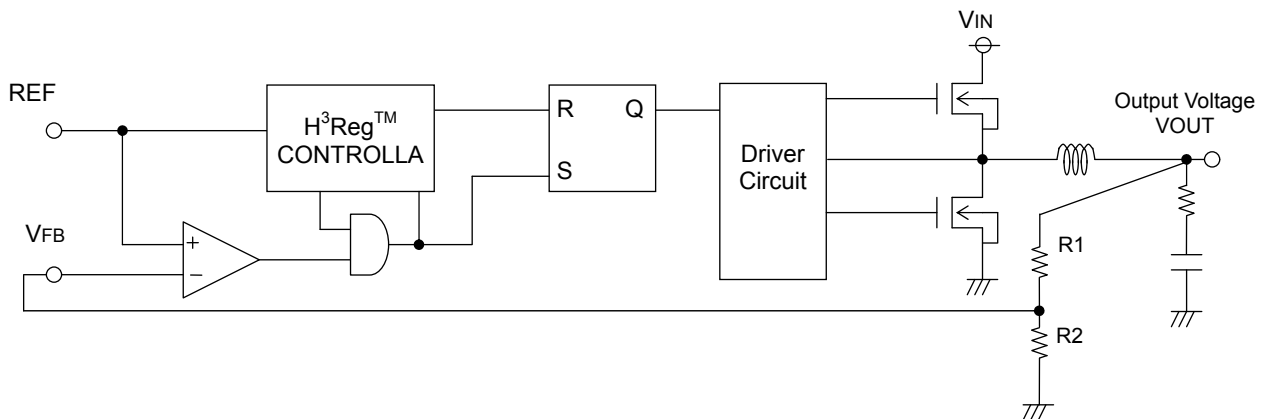 VIN
REF
H³Reg™
CONTROLLA
R
Q
S
Driver
Circuit
Output Voltage
VOUT
VFB
+
−
R1
R2